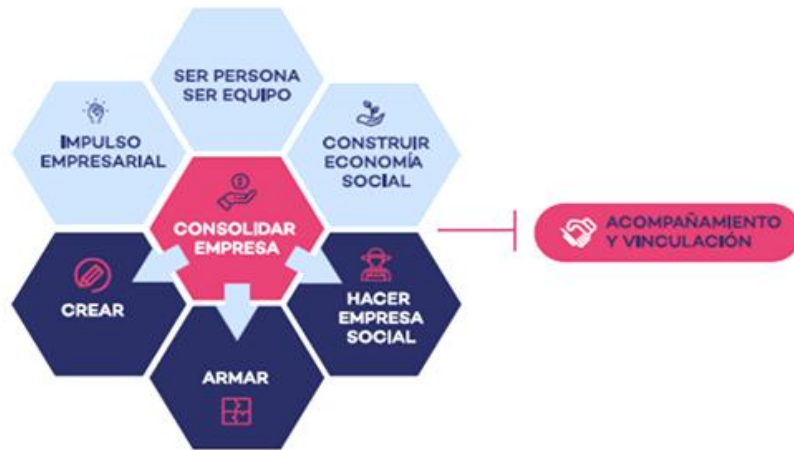 SER PERSONA
SER EQUIPO
IMPULSO
EMPRESARIAL
CONSTRUIR
ECONOMÍA
SOCIAL
CONSOLIDAR
EMPRESA
ACOMPAÑAMIENTO
Y VINCULACIÓN
CREAR
HACER
EMPRESA
SOCIAL
ARMAR